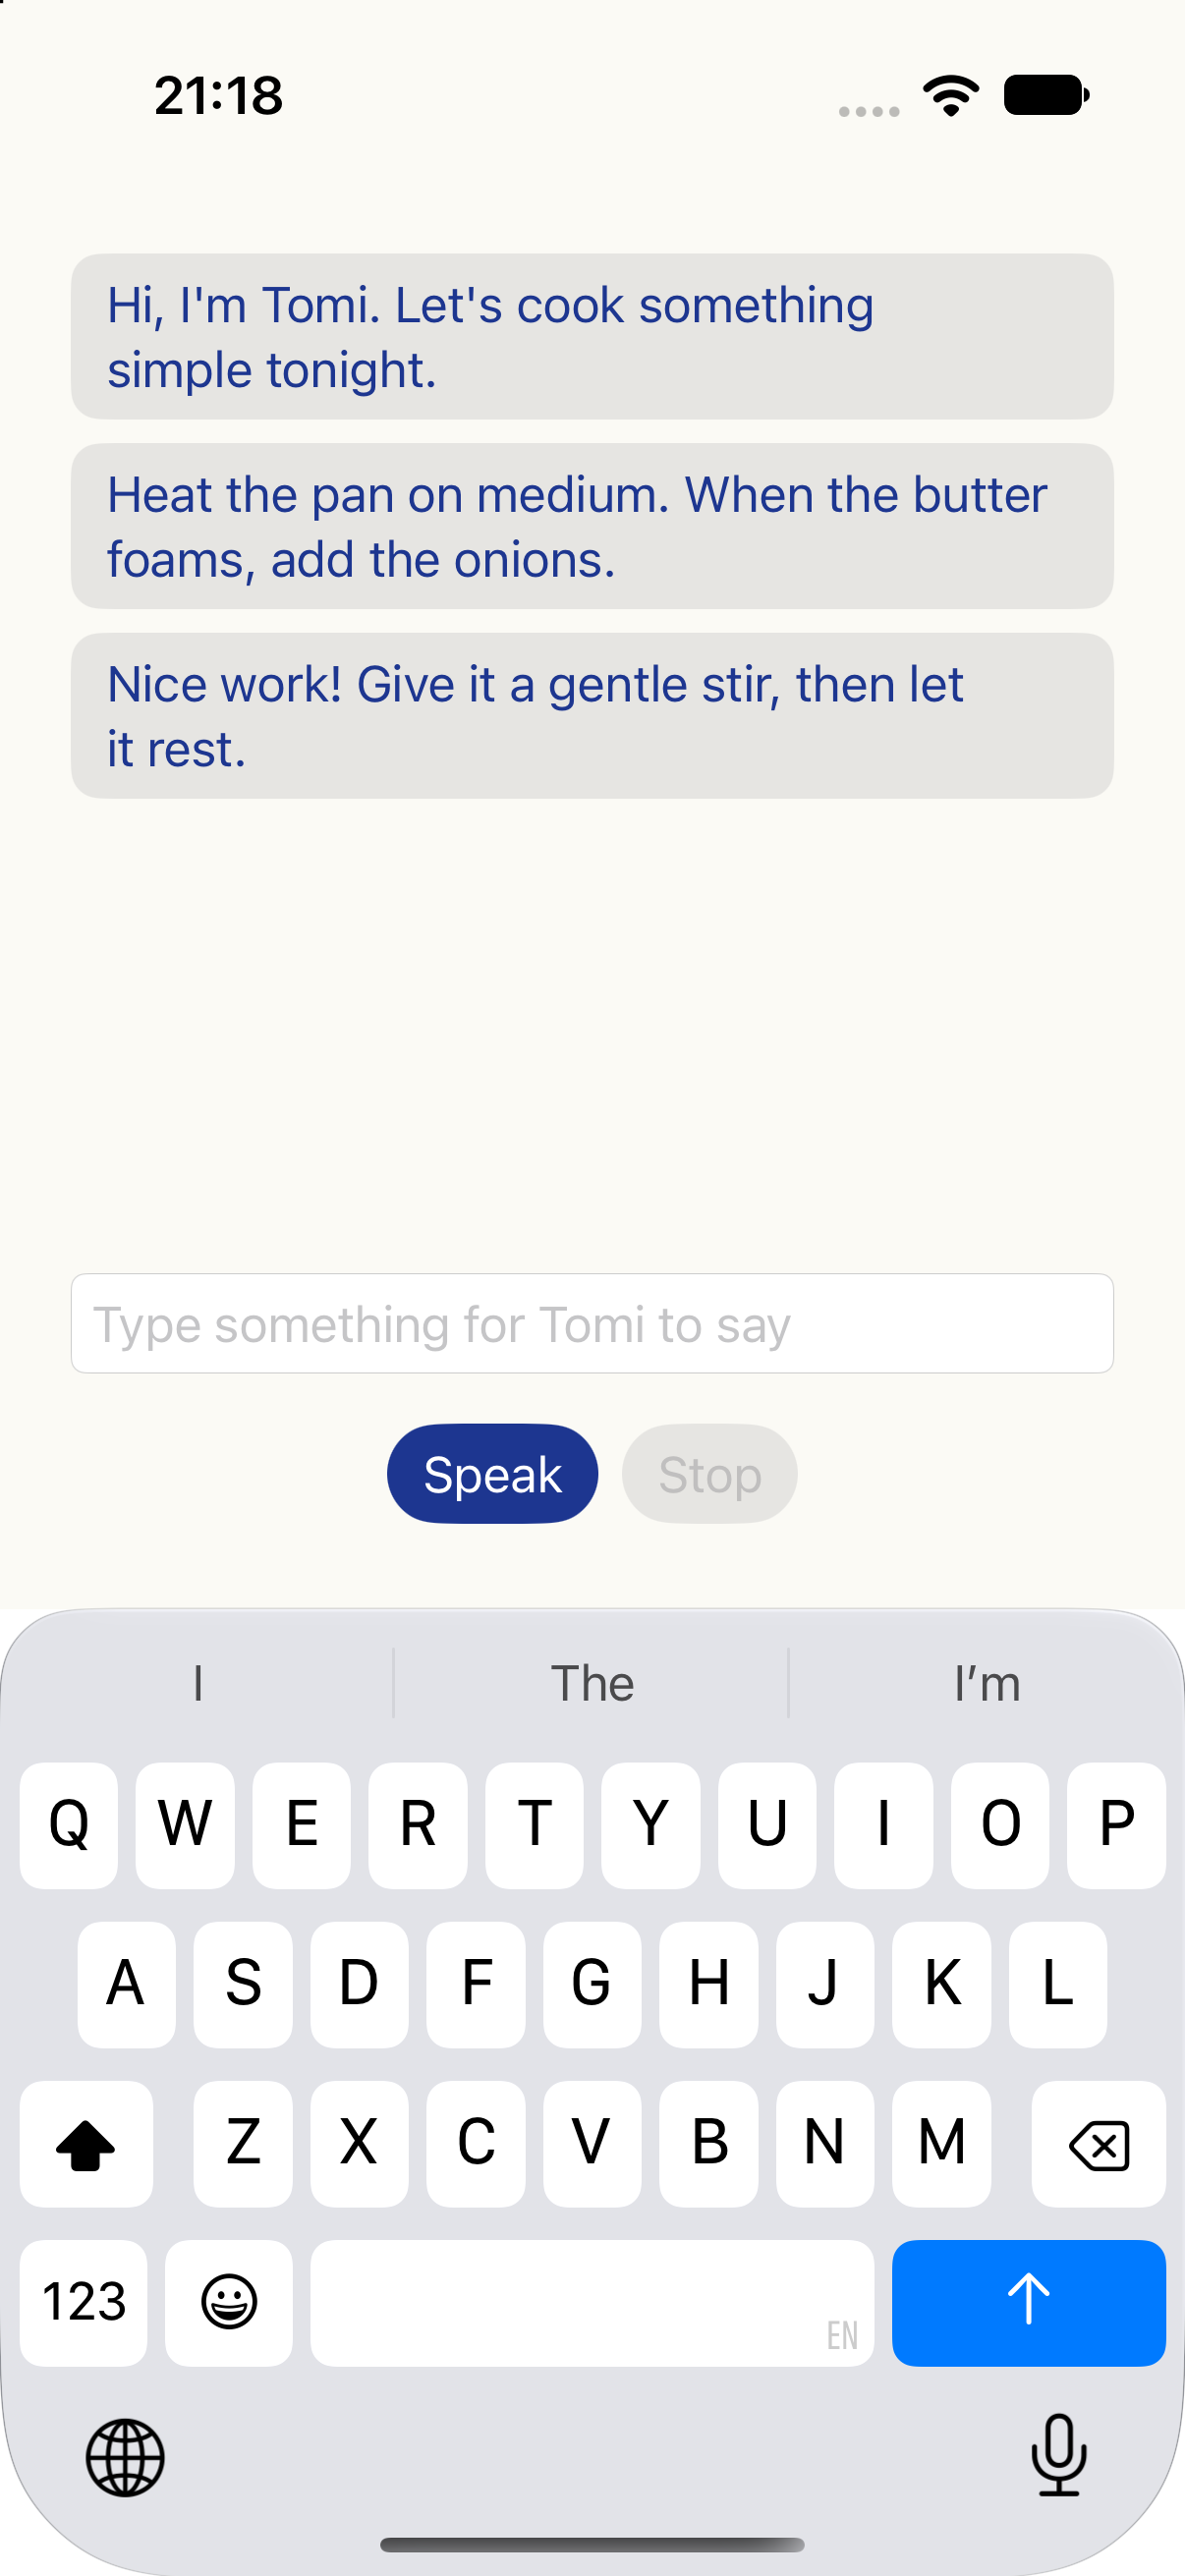 21:18
Hi, I'm Tomi. Let's cook something
simple tonight.
Heat the pan on medium. When the butter
foams, add the onions.
Nice work! Give it a gentle stir, then let
it rest.
Type something for Tomi to say
Speak Stop
I The I’m
Q W E R T Y U I O P
A S D F G H J K L
Z X C V B N M
123 EN